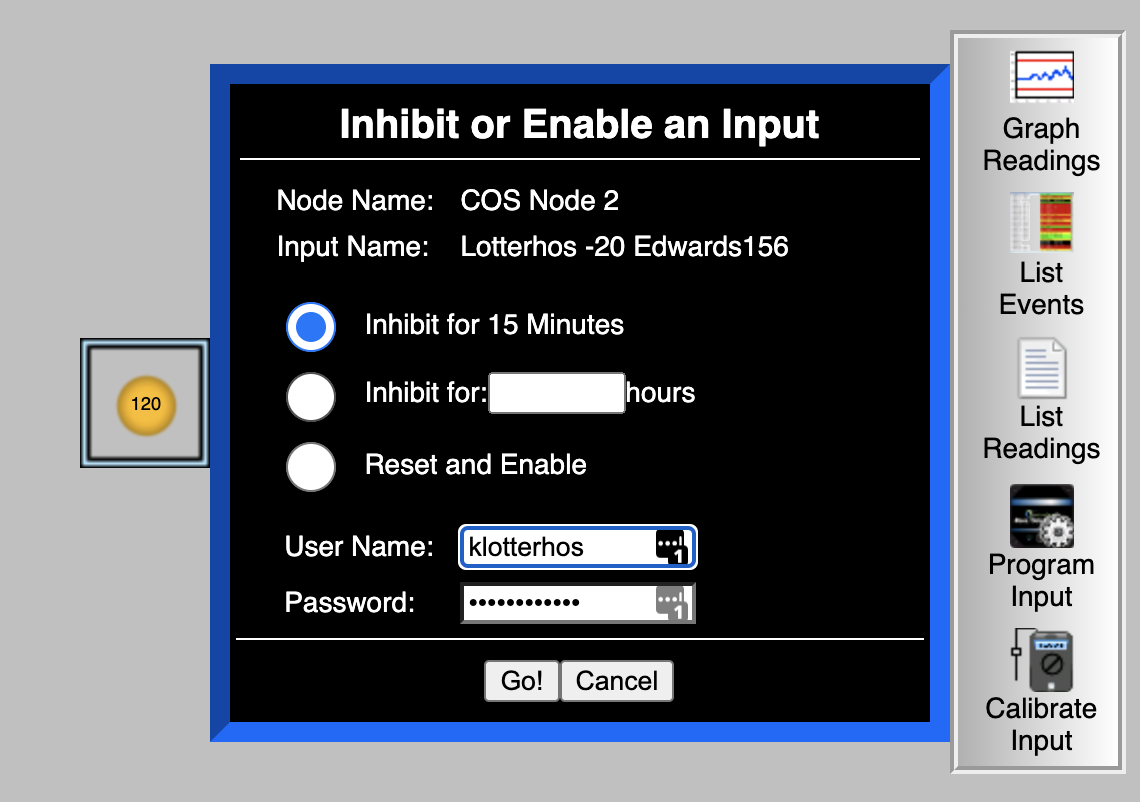 Inhibit or Enable an Input
Node Name: COS Node 2
Input Name: Lotterhos -20 Edwards156
Inhibit for 15 Minutes
Inhibit for: hours
Reset and Enable
User Name: klotterhos
Password: ••••••••••••
Go! Cancel
120
Graph
Readings
List
Events
List
Readings
Program
Input
Calibrate
Input